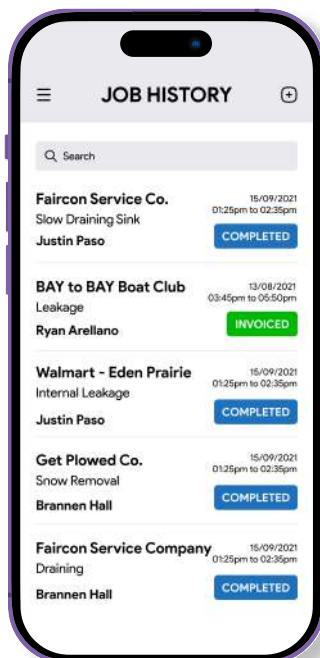 JOB HISTORY
Search
Faircon Service Co.
15/09/2021
Slow Draining Sink
01:25pm to 02:35pm
Justin Paso
COMPLETED
BAY to BAY Boat Club
13/08/2021
Leakage
03:45pm to 05:50pm
Ryan Arellano
INVOICED
Walmart - Eden Prairie
15/09/2021
Internal Leakage
01:25pm to 02:35pm
Justin Paso
COMPLETED
Get Plowed Co.
15/09/2021
Snow Removal
01:25pm to 02:35pm
Brannen Hall
COMPLETED
Faircon Service Company
15/09/2021
Draining
01:25pm to 02:35pm
Brannen Hall
COMPLETED